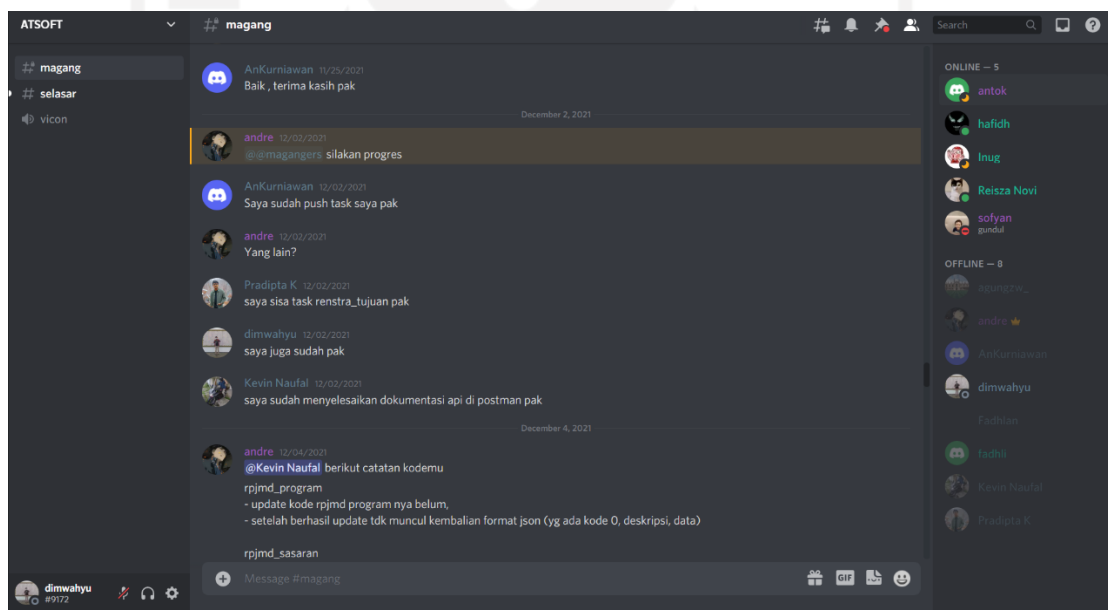 ATSOFT
magang
selasar
vicon
dimwahyu
#9172
magang
Search
AnKurniawan 11/25/2021
Baik , terima kasih pak
December 2, 2021
andre 12/02/2021
@@magangers silakan progres
AnKurniawan 12/02/2021
Saya sudah push task saya pak
andre 12/02/2021
Yang lain?
Pradipta K 12/02/2021
saya sisa task renstra_tujuan pak
dimwahyu 12/02/2021
saya juga sudah pak
Kevin Naufal 12/02/2021
saya sudah menyelesaikan dokumentasi api di postman pak
December 4, 2021
andre 12/04/2021
@Kevin Naufal berikut catatan kodemu
rpjmd_program
- update kode rpjmd program nya belum,
- setelah berhasil update tdk muncul kembalian format json (yg ada kode 0, deskripsi, data)
rpjmd_sasaran
Message #magang
GIF
ONLINE — 5
antok
hafidh
Inug
Reisza Novi
sofyan
gundul
OFFLINE — 8
agungzw_
andre
AnKurniawan
dimwahyu
Fadhlan
fadhli
Kevin Naufal
Pradipta K